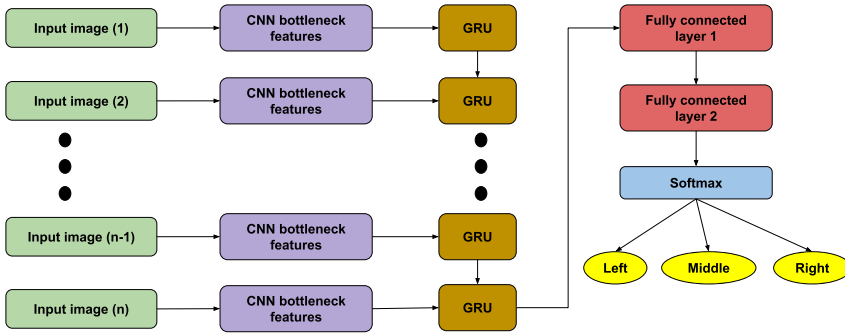 Input image (1)
CNN bottleneck
features
GRU
Input image (2)
CNN bottleneck
features
GRU
Input image (n-1)
CNN bottleneck
features
GRU
Input image (n)
CNN bottleneck
features
GRU
Fully connected
layer 1
Fully connected
layer 2
Softmax
Left
Middle
Right